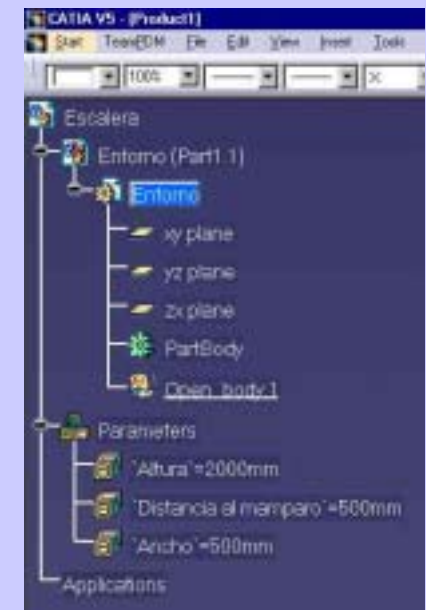 CATIA V5 - [Product1]
Start TeamPDM File Edit View Insert Tools
100%
Escalera
Entorno (Part1.1)
Entorno
xy plane
yz plane
zx plane
PartBody
Open_body.1
Parameters
`Altura`=2000mm
`Distancia al mamparo`=500mm
`Ancho`=500mm
Applications